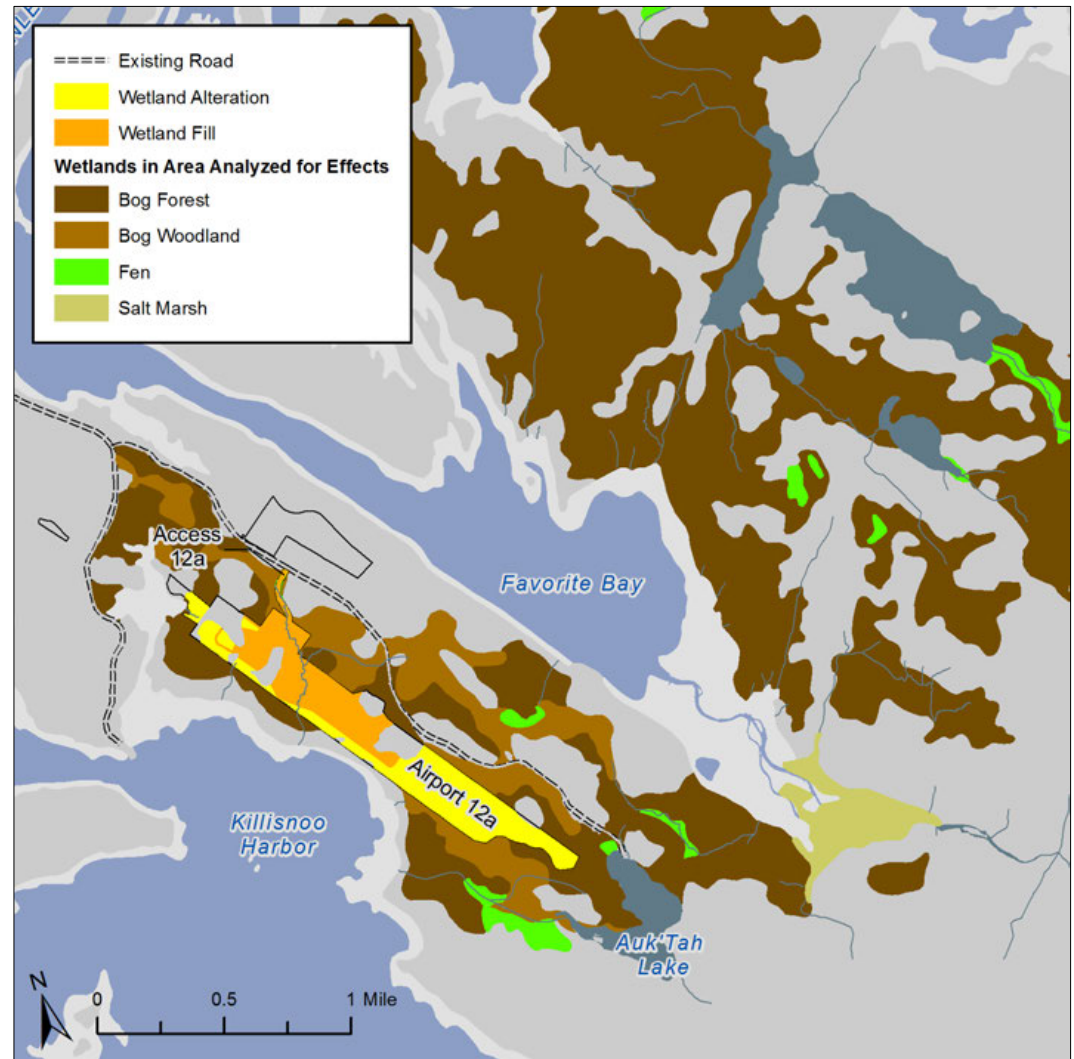 Existing Road
Wetland Alteration
Wetland Fill
Wetlands in Area Analyzed for Effects
Bog Forest
Bog Woodland
Fen
Salt Marsh
Access
12a
Favorite Bay
Airport 12a
Killisnoo
Harbor
Auk'Tah
Lake
N
0
0.5
1 Mile